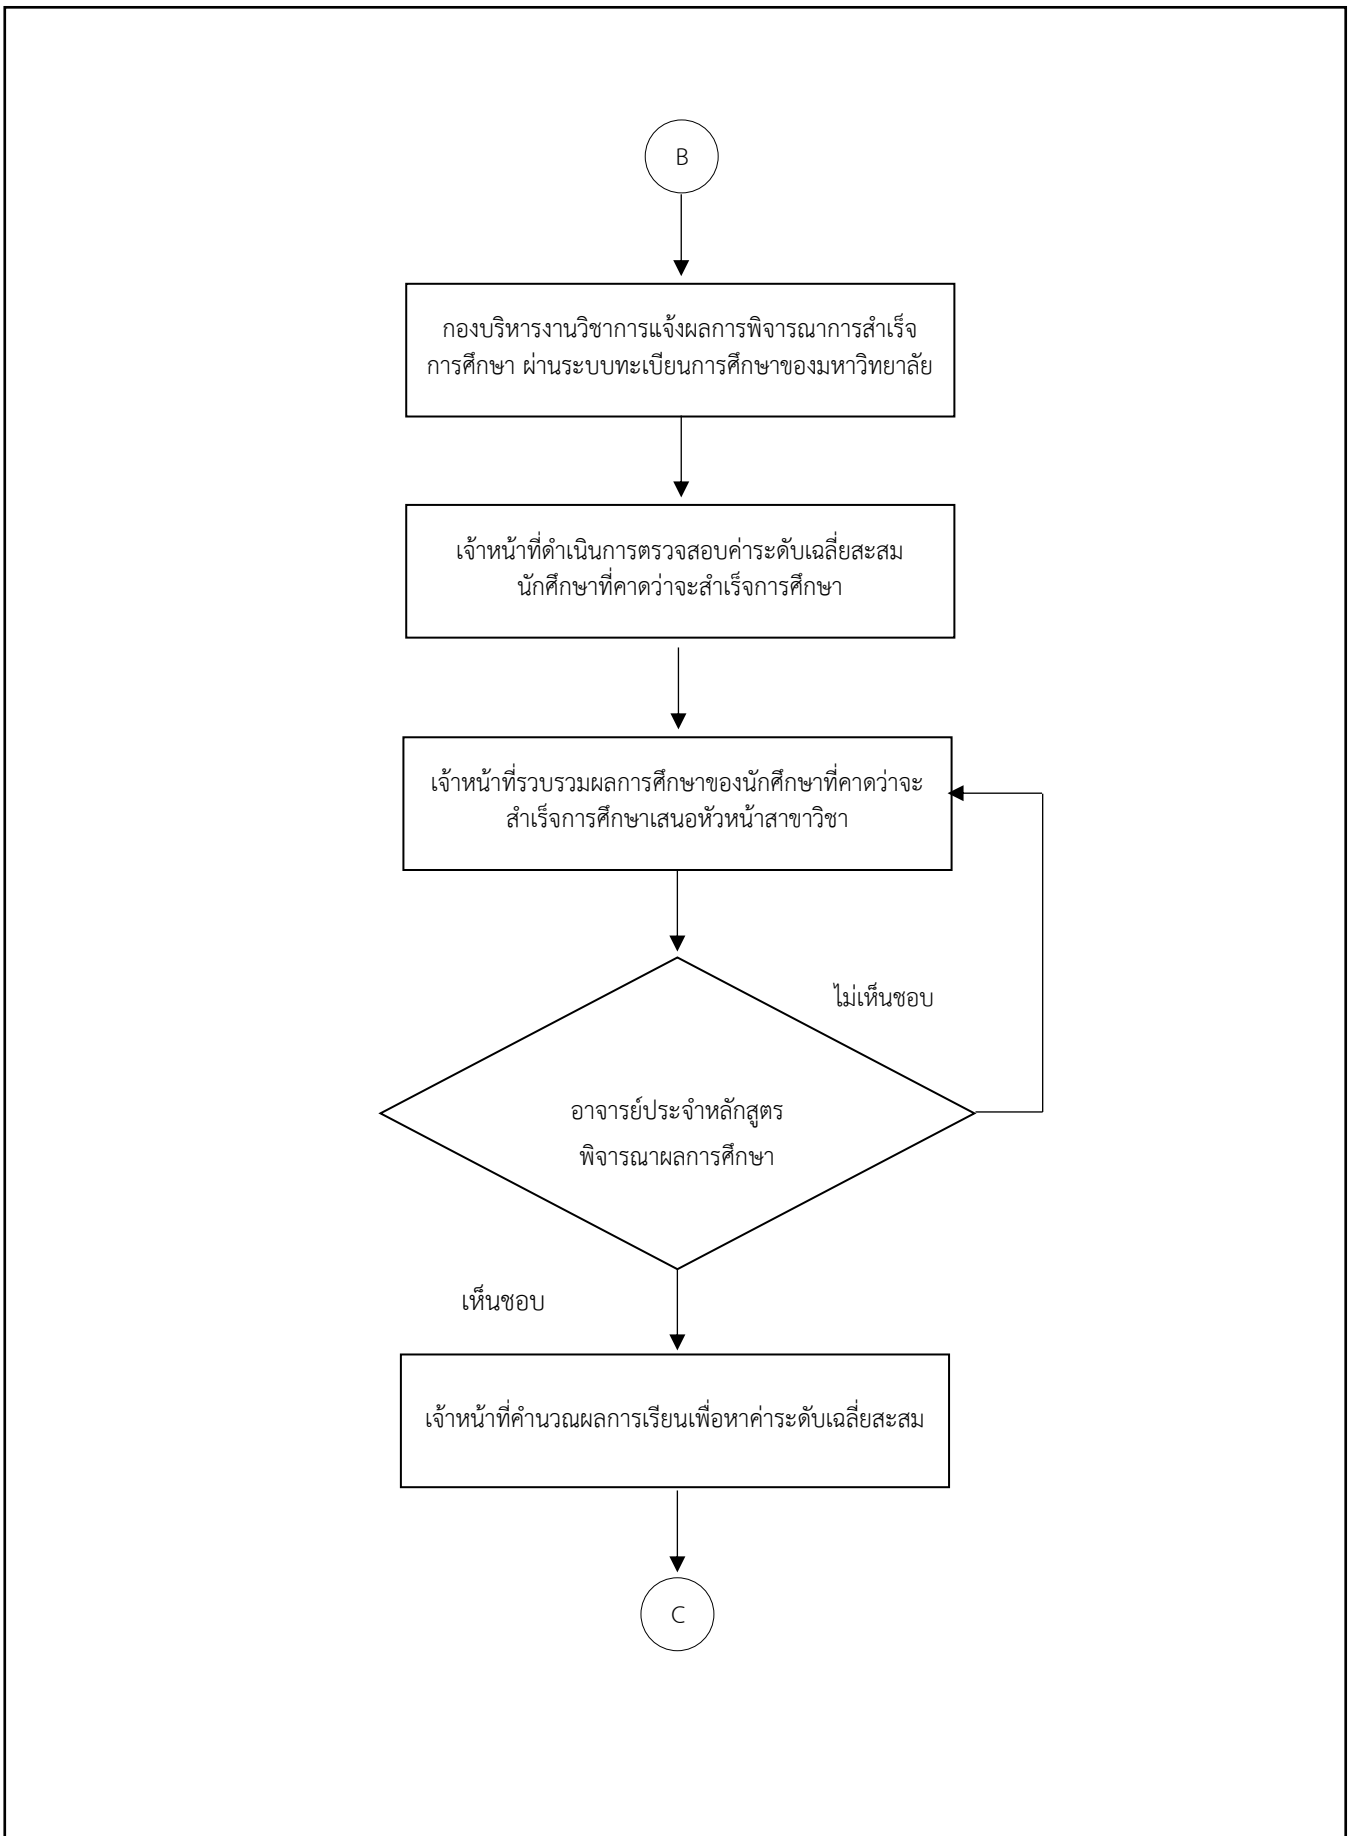 B
กองบริหารงานวิชาการแจ้งผลการพิจารณาการสำเร็จ
การศึกษา ผ่านระบบทะเบียนการศึกษาของมหาวิทยาลัย
เจ้าหน้าที่ดำเนินการตรวจสอบค่าระดับเฉลี่ยสะสม
นักศึกษาที่คาดว่าจะสำเร็จการศึกษา
เจ้าหน้าที่รวบรวมผลการศึกษาของนักศึกษาที่คาดว่าจะ
สำเร็จการศึกษาเสนอหัวหน้าสาขาวิชา
ไม่เห็นชอบ
อาจารย์ประจำหลักสูตร
พิจารณาผลการศึกษา
เห็นชอบ
เจ้าหน้าที่คำนวณผลการเรียนเพื่อหาค่าระดับเฉลี่ยสะสม
C